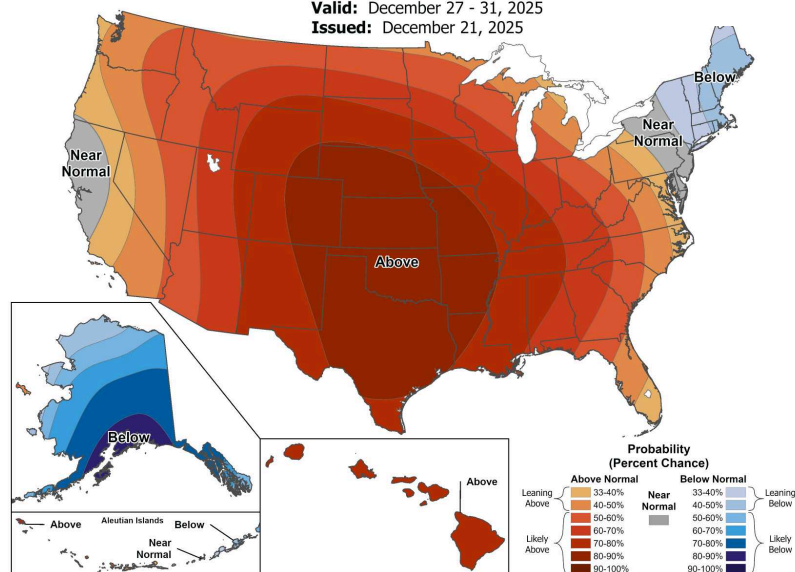 Valid: December 27 - 31, 2025
Issued: December 21, 2025
Below
Near
Normal
Near
Normal
Above
Below
Above
Above
Aleutian Islands
Below
Near
Normal
Probability
(Percent Chance)
Above Normal
Below Normal
Leaning
Above
33-40%
40-50%
Near
Normal
33-40%
40-50%
Leaning
Below
Likely
Above
50-60%
60-70%
70-80%
80-90%
90-100%
50-60%
60-70%
70-80%
80-90%
90-100%
Likely
Below